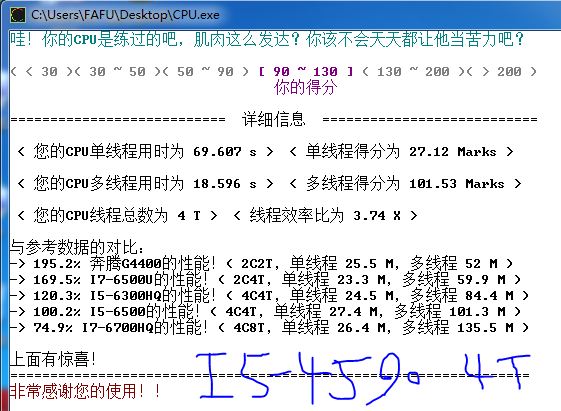 C:\Users\FAFU\Desktop\CPU.exe
哇! 你的CPU是练过的吧, 肌肉这么发达? 你该不会天天都让他当苦力吧?
( < 30 )( 30 ~ 50 )( 50 ~ 90 ) [ 90 ~ 130 ] ( 130 ~ 200 )( > 200 )
你的得分
=========================== 详细信息 ===========================
< 您的CPU单线程用时为 69.607 s > < 单线程得分为 27.12 Marks >
< 您的CPU多线程用时为 18.596 s > < 多线程得分为 101.53 Marks >
< 您的CPU线程总数为 4 T > < 线程效率比为 3.74 X >
与参考数据的对比:
-> 195.2% 奔腾G4400的性能! ( 2C2T, 单线程 25.5 M, 多线程 52 M )
-> 169.5% I7-6500U的性能! ( 2C4T, 单线程 23.3 M, 多线程 59.9 M )
-> 120.3% I5-6300HQ的性能! ( 4C4T, 单线程 24.5 M, 多线程 84.4 M )
-> 100.2% I5-6500的性能! ( 4C4T, 单线程 27.4 M, 多线程 101.3 M )
-> 74.9% I7-6700HQ的性能! ( 4C8T, 单线程 26.4 M, 多线程 135.5 M )
上面有惊喜!
I5-4590 4T
非常感谢您的使用! !